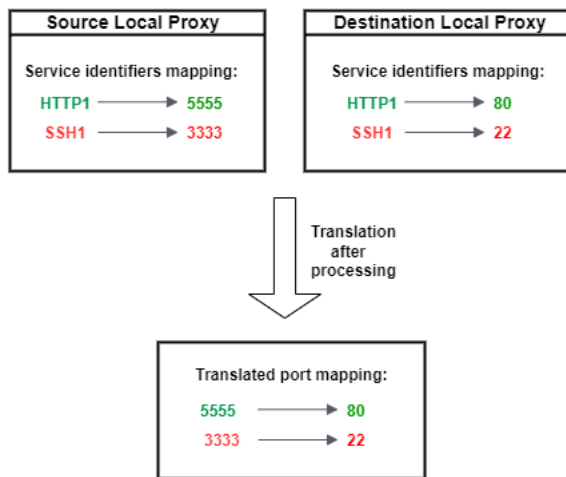 Source Local Proxy
Service identifiers mapping:
HTTP1 5555
SSH1 3333
Destination Local Proxy
Service identifiers mapping:
HTTP1 80
SSH1 22
Translation
after
processing
Translated port mapping:
5555 80
3333 22